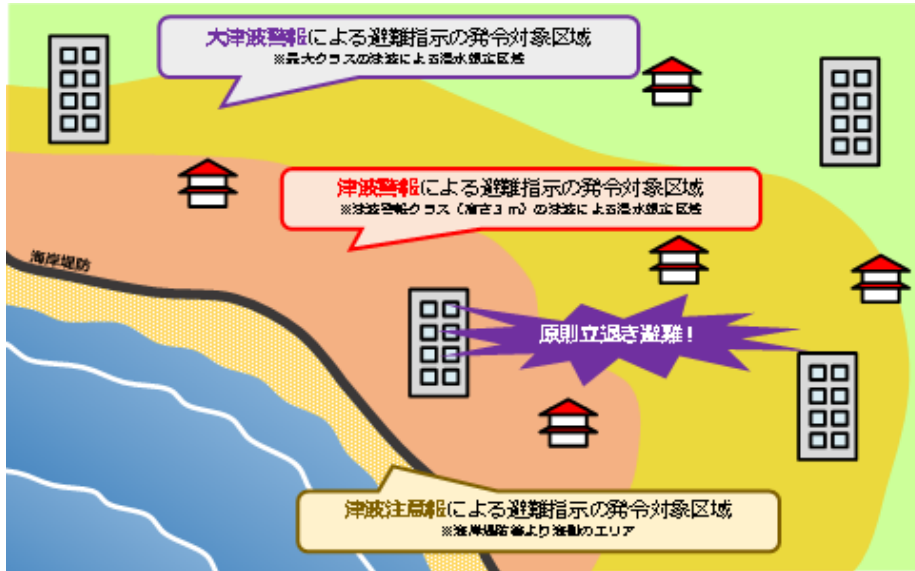 大津波警報による避難指示の発令対象区域
※最大クラスの津波による浸水想定区域
津波警報による避難指示の発令対象区域
※津波警報クラス（高さ3m）の津波による浸水想定区域
海岸堤防
原則立退き避難！
津波注意報による避難指示の発令対象区域
※海岸堤防等より海側のエリア